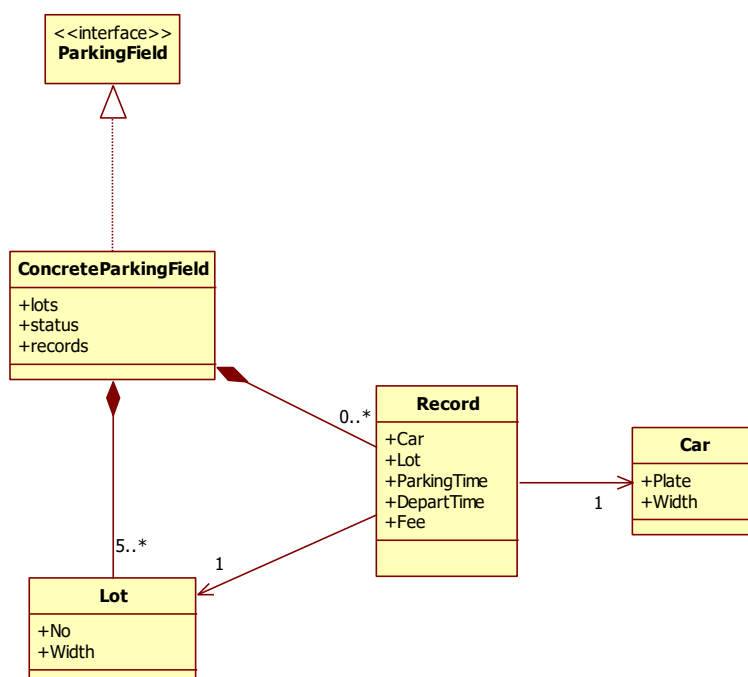 <<interface>>
ParkingField
ConcreteParkingField
+lots
+status
+records
0..*
Record
+Car
+Lot
+ParkingTime
+DepartTime
+Fee
Car
+Plate
+Width
1
5..*
1
Lot
+No
+Width